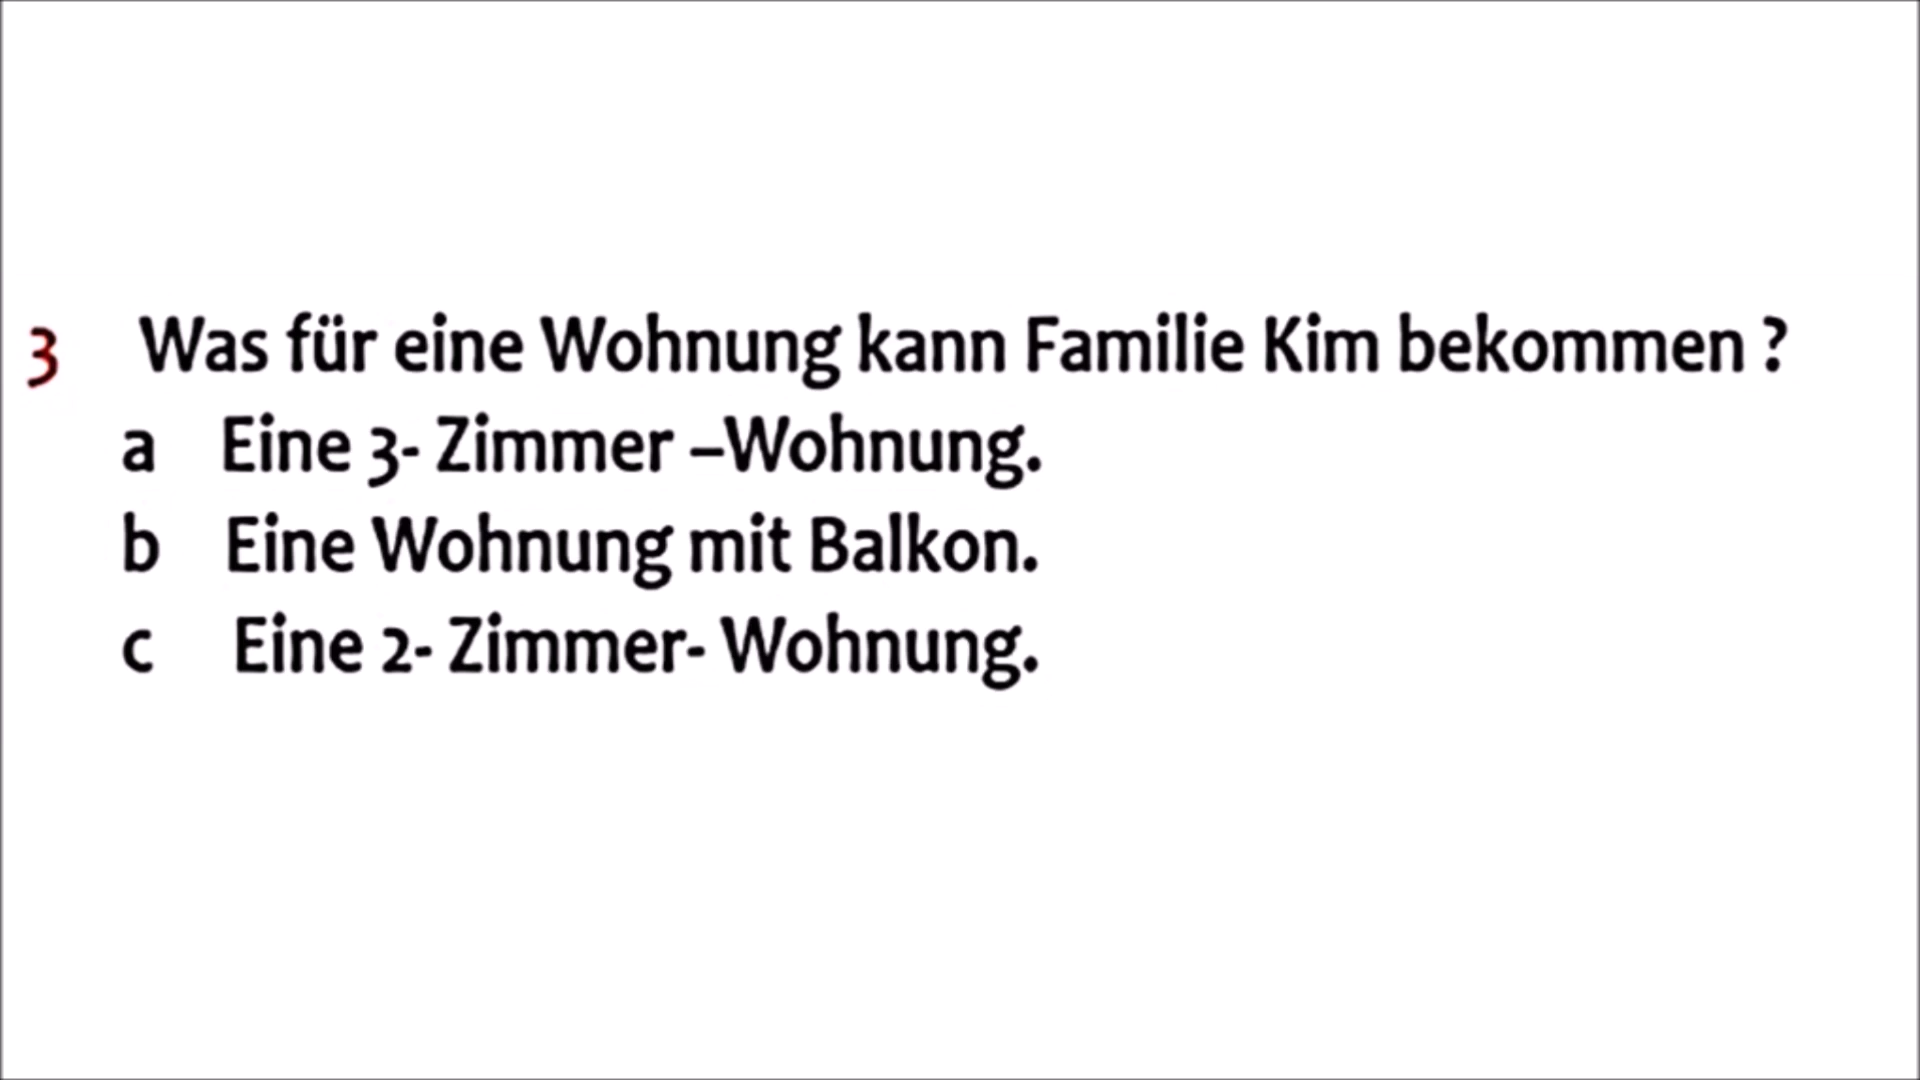 3 Was für eine Wohnung kann Familie Kim bekommen ?
a Eine 3- Zimmer –Wohnung.
b Eine Wohnung mit Balkon.
c Eine 2- Zimmer- Wohnung.